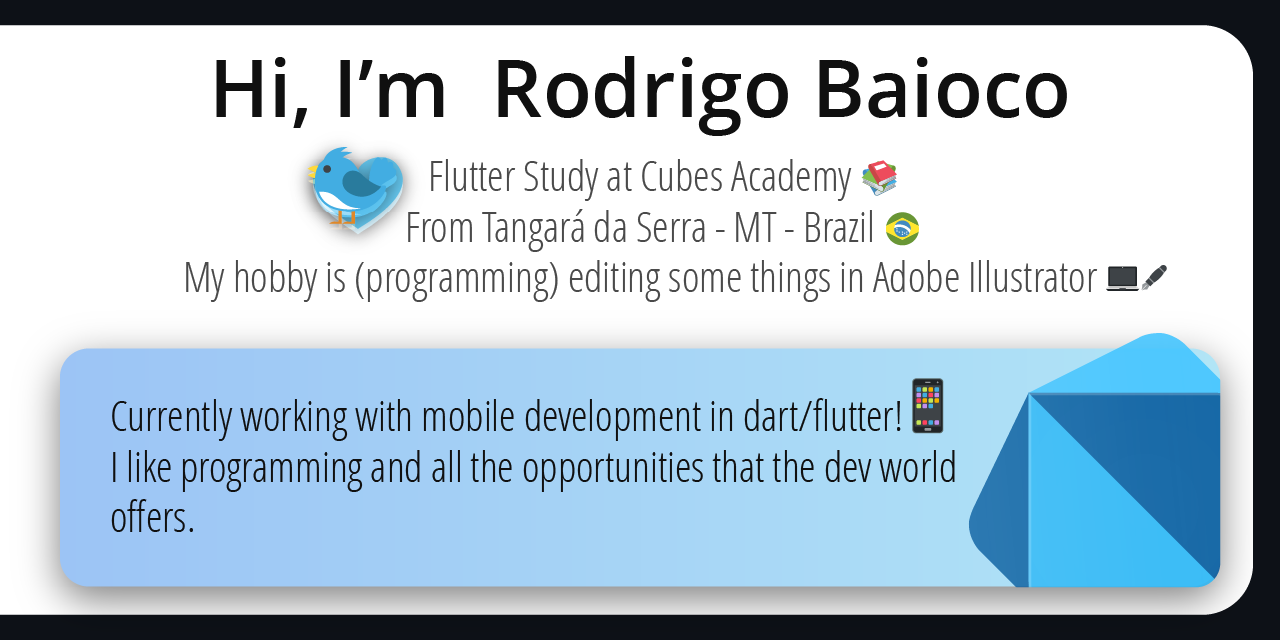 Hi, I’m  Rodrigo Baioco
Flutter Study at Cubes Academy 📚
From Tangará da Serra - MT - Brazil 🇧🇷
My hobby is (programming) editing some things in Adobe Illustrator 💻🖋
Currently working with mobile development in dart/flutter!📱
I like programming and all the opportunities that the dev world
offers.